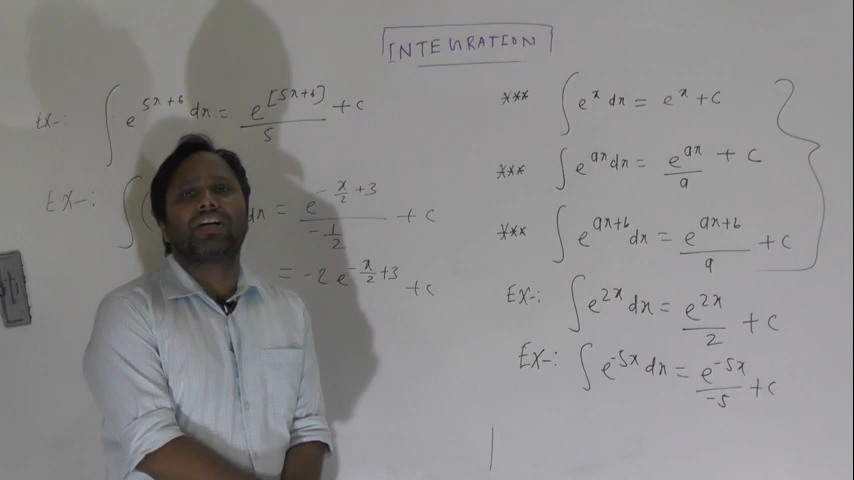 INTEGRATION
Ex-: ∫ e^{5x+6} dx = e^{[5x+6]}/5 + c
Ex-: ∫ ( dx = e^{-x/2+3}/(-1/2) + c
= -2 e^{-x/2+3} + c
*** ∫ e^x dx = e^x + c
*** ∫ e^{ax} dx = e^{ax}/a + c
*** ∫ e^{ax+b} dx = e^{ax+b}/a + c
Ex-: ∫ e^{2x} dx = e^{2x}/2 + c
Ex-: ∫ e^{-5x} dx = e^{-5x}/-5 + c